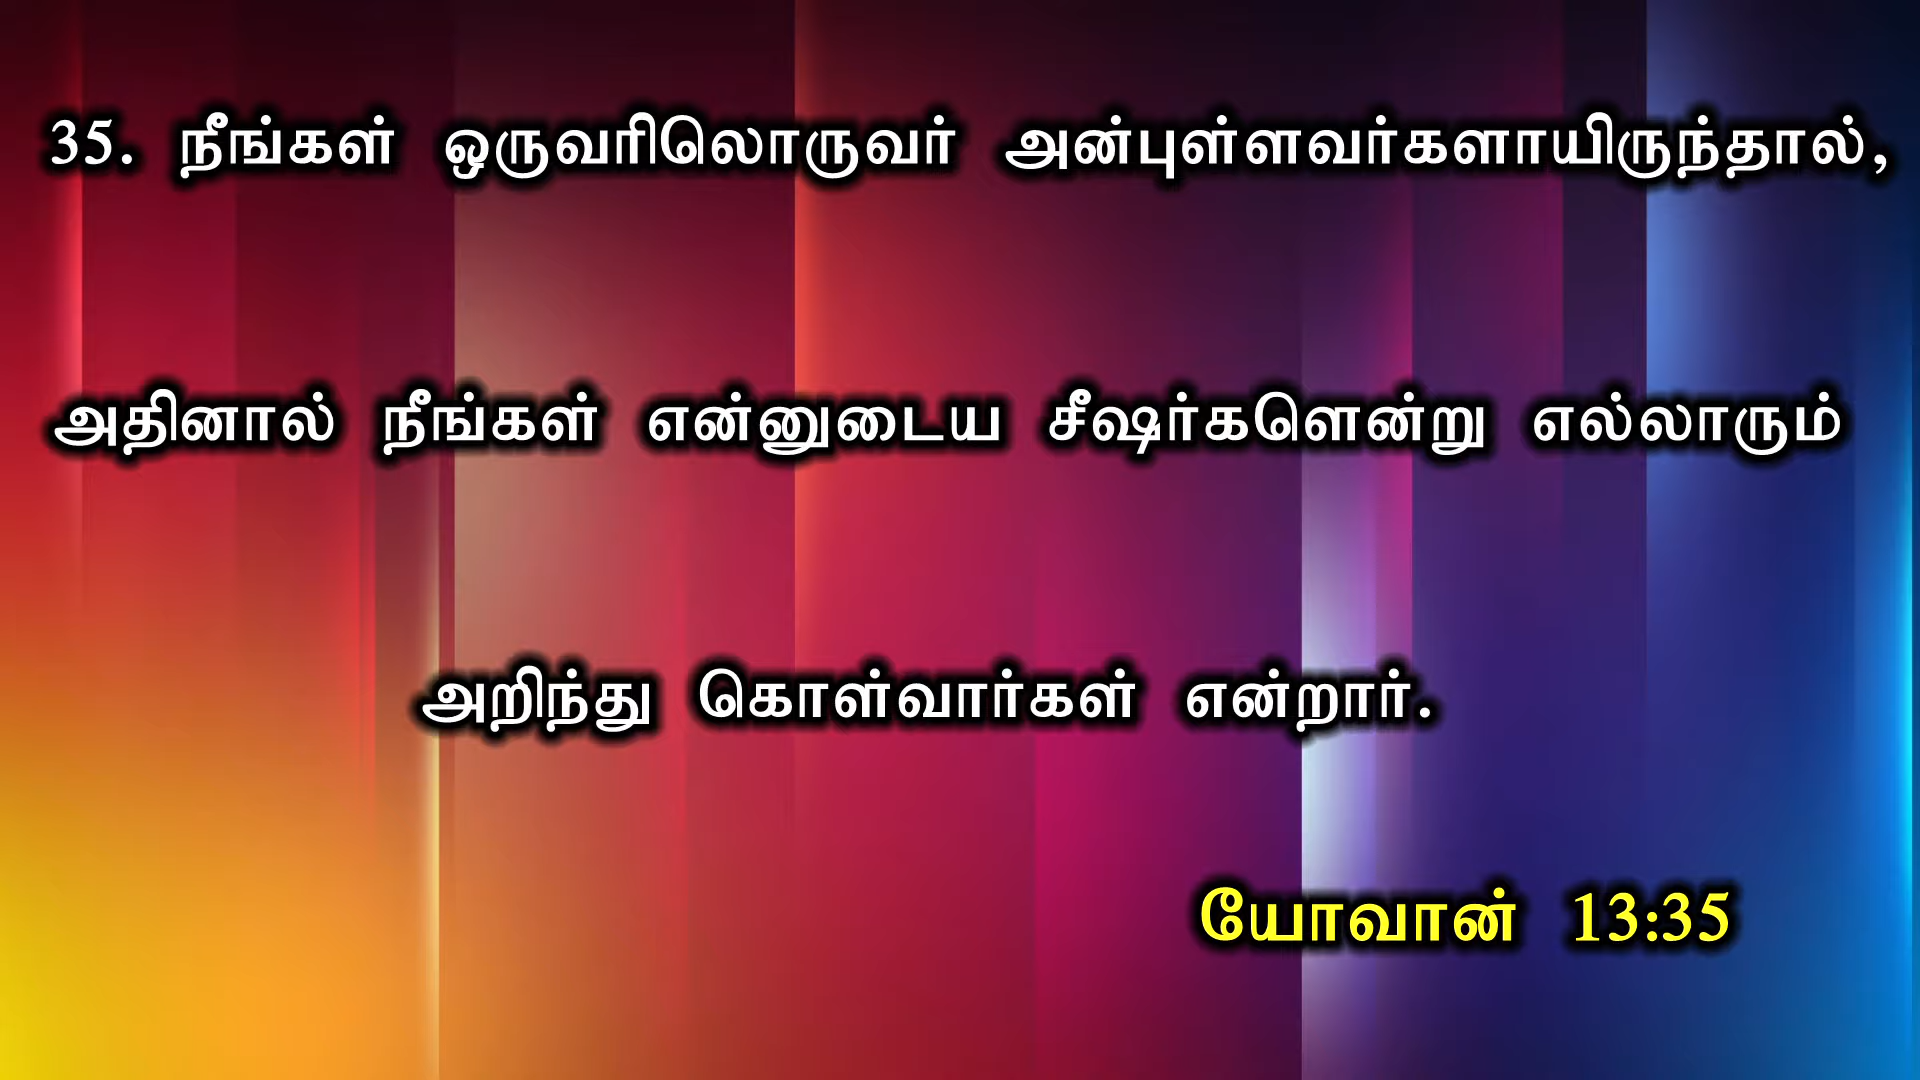 35. நீங்கள் ஒருவரிலொருவர் அன்புள்ளவர்களாயிருந்தால்,
அதினால் நீங்கள் என்னுடைய சீஷர்களென்று எல்லாரும்
அறிந்து கொள்வார்கள் என்றார்.
யோவான் 13:35